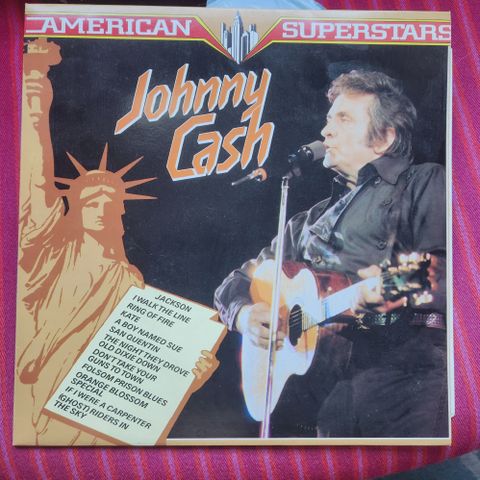 AMERICAN SUPERSTARS
Johnny
Cash
JACKSON
I WALK THE LINE
RING OF FIRE
KATE
A BOY NAMED SUE
SAN QUENTIN
THE NIGHT THEY DROVE
OLD DIXIE DOWN
DON'T TAKE YOUR
GUNS TO TOWN
FOLSOM PRISON BLUES
ORANGE BLOSSOM
SPECIAL
IF I WERE A CARPENTER
(GHOST) RIDERS IN
THE SKY